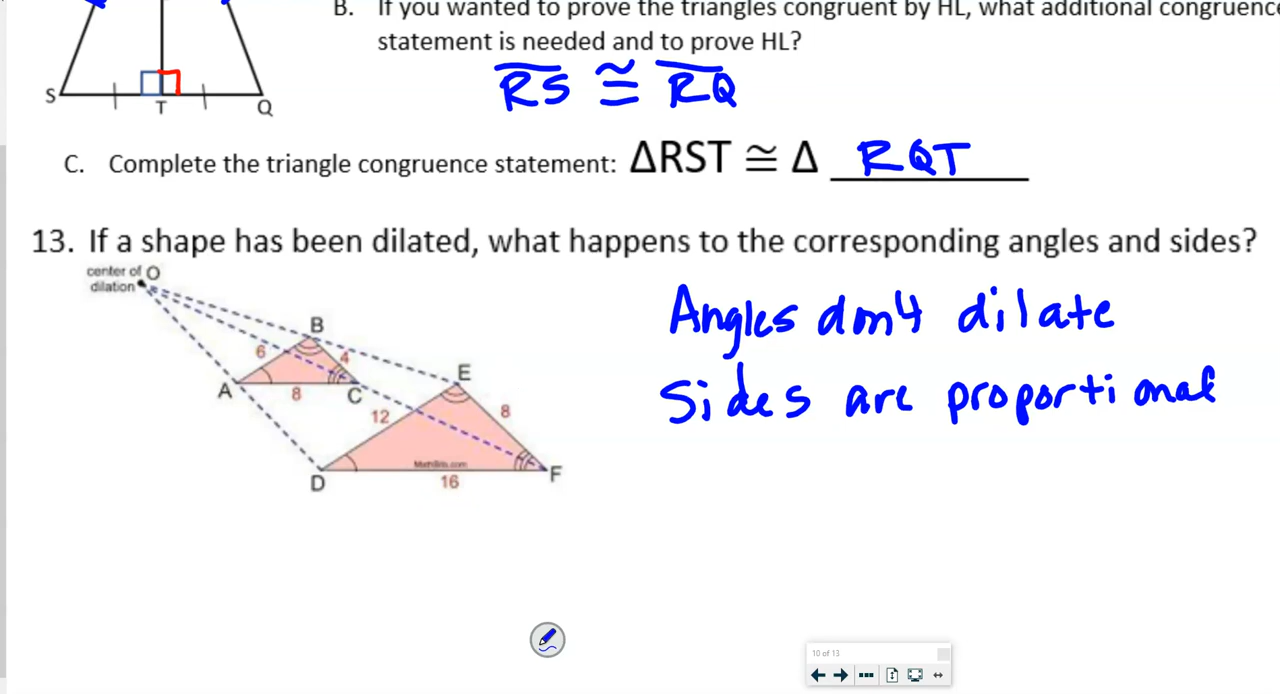 B. If you wanted to prove the triangles congruent by HL, what additional congruence
statement is needed and to prove HL?
S
T
Q
RS ≅ RQ
C. Complete the triangle congruence statement: ΔRST ≅ Δ RQT
13. If a shape has been dilated, what happens to the corresponding angles and sides?
center of O
dilation
B
6
4
A
8
C
E
12
8
D
MathBits.com
16
F
Angles don't dilate
Sides are proportional
10 of 13